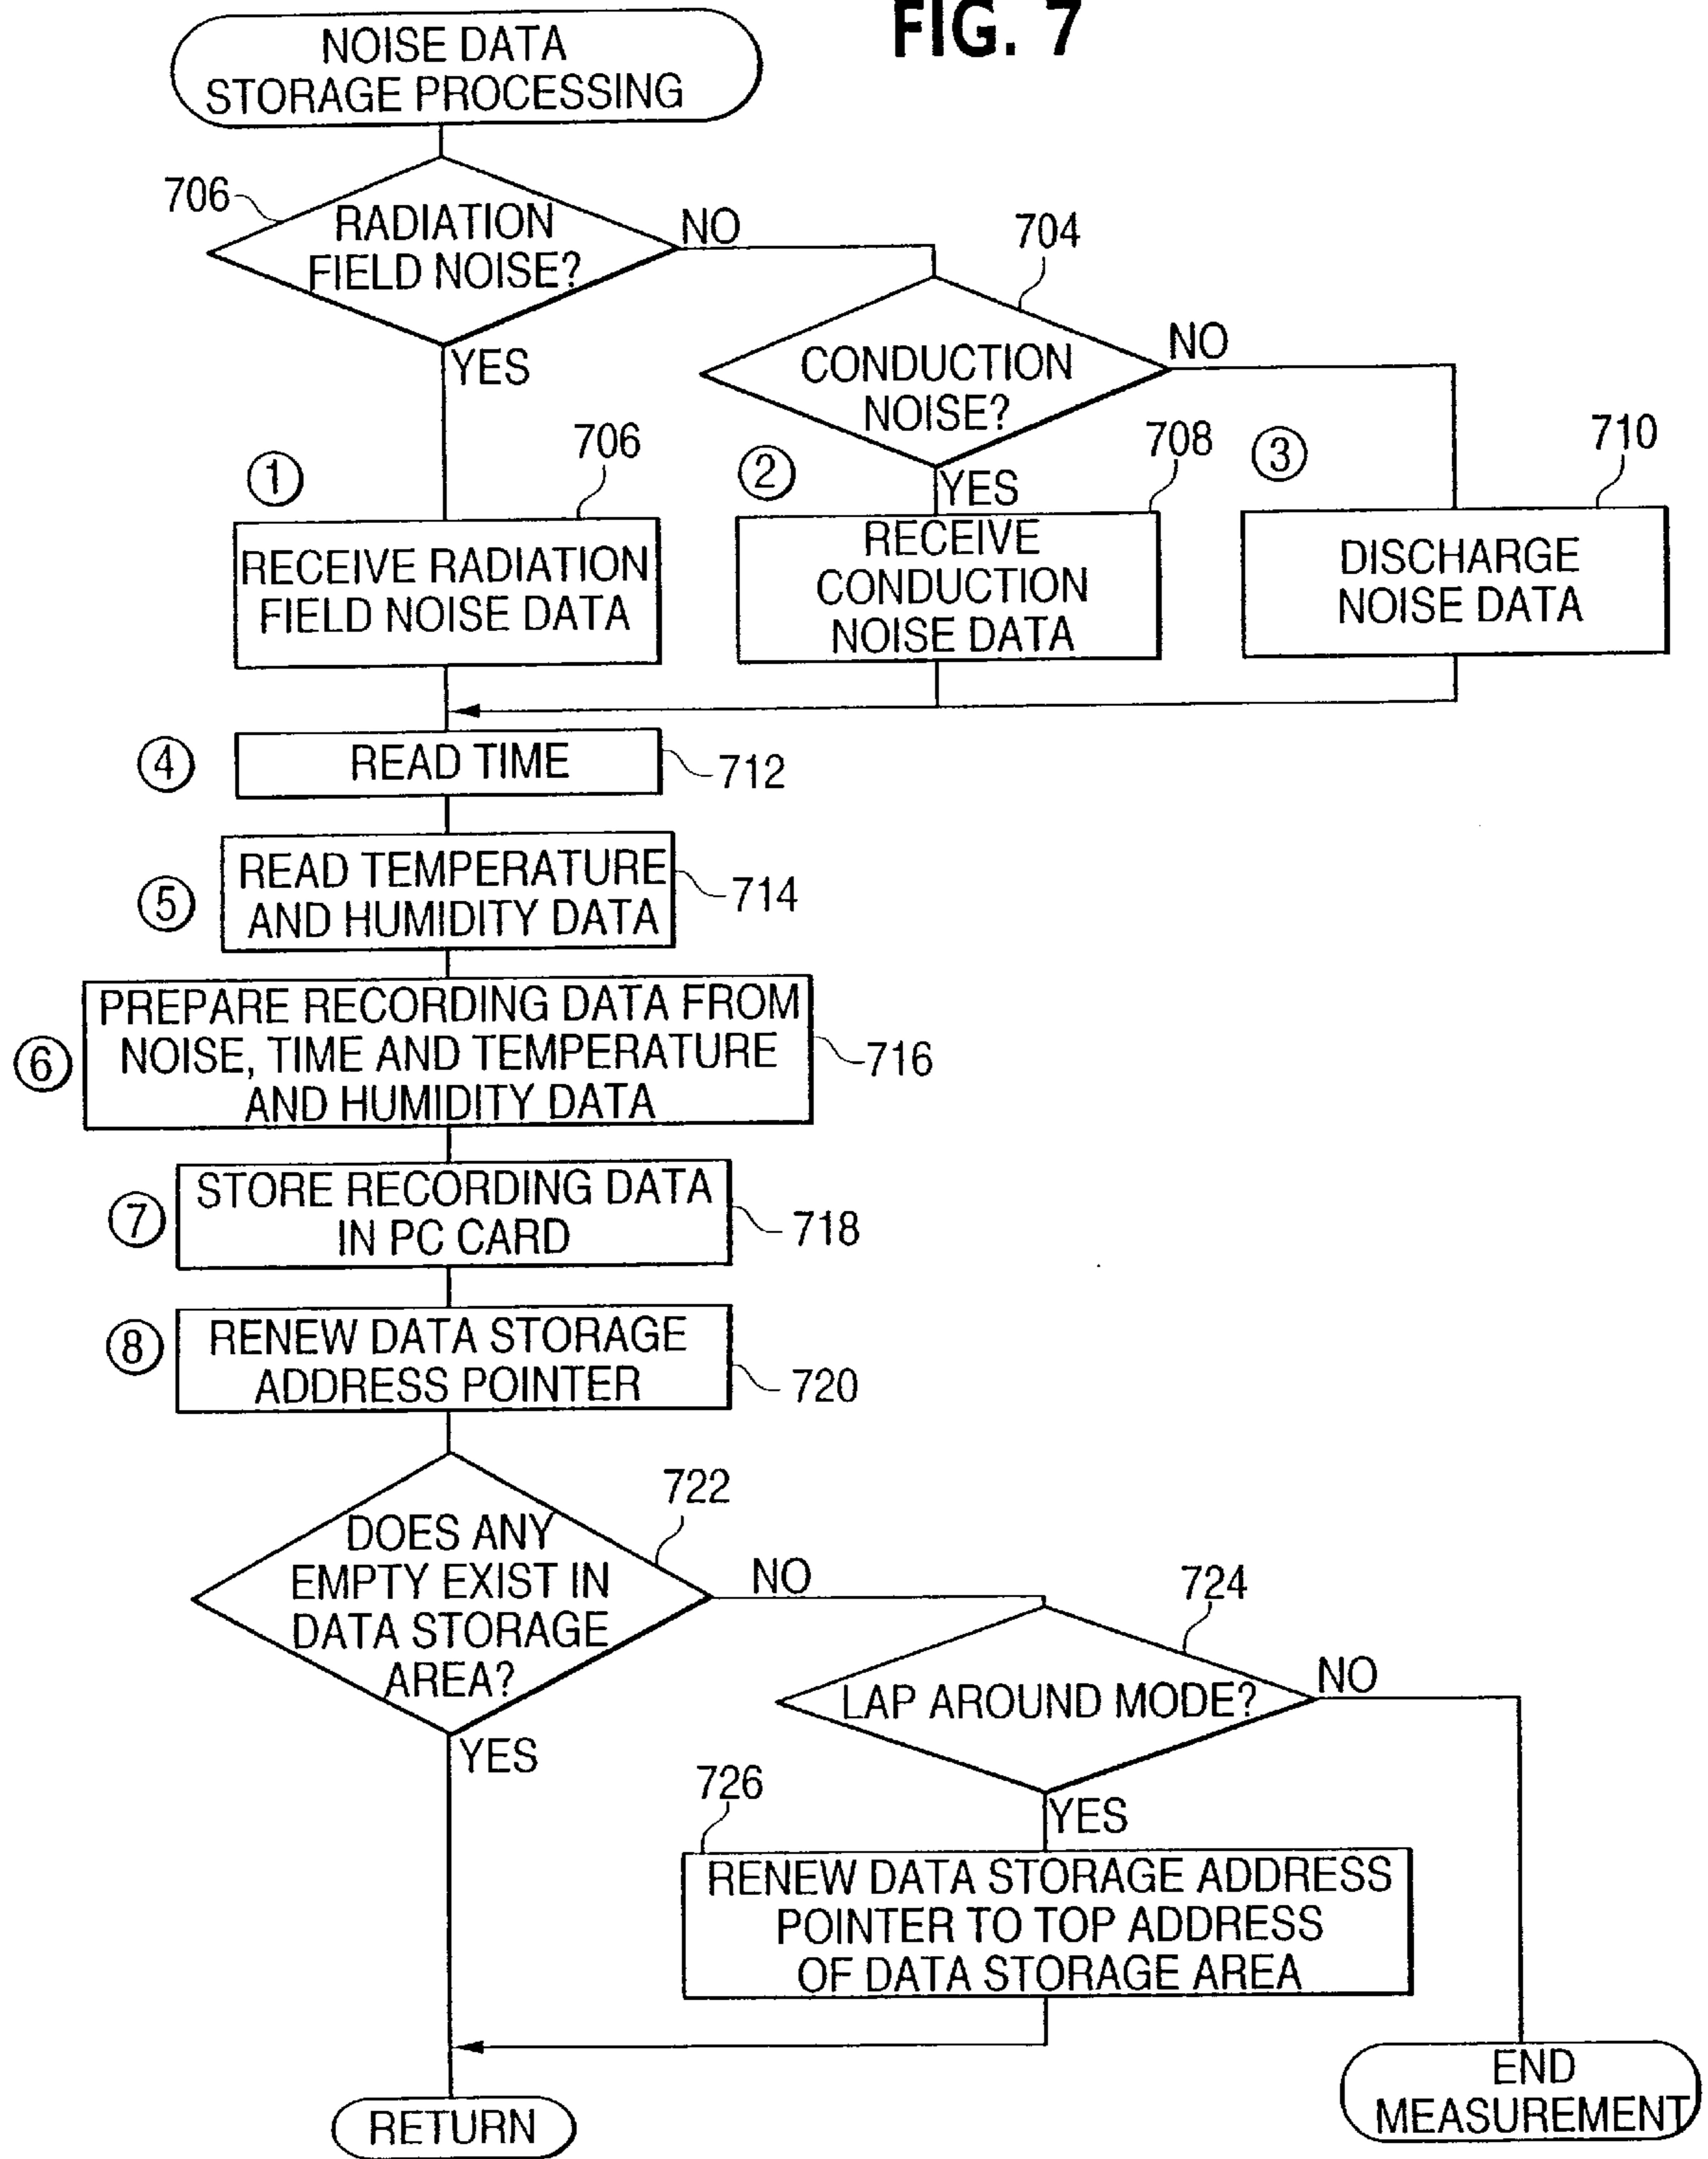 FIG. 7
NOISE DATA
STORAGE PROCESSING
706
RADIATION
FIELD NOISE?
NO
YES
704
CONDUCTION
NOISE?
NO
YES
①
706
RECEIVE RADIATION
FIELD NOISE DATA
②
708
RECEIVE
CONDUCTION
NOISE DATA
③
710
DISCHARGE
NOISE DATA
④
READ TIME
712
⑤
READ TEMPERATURE
AND HUMIDITY DATA
714
⑥
PREPARE RECORDING DATA FROM
NOISE, TIME AND TEMPERATURE
AND HUMIDITY DATA
716
⑦
STORE RECORDING DATA
IN PC CARD
718
⑧
RENEW DATA STORAGE
ADDRESS POINTER
720
722
DOES ANY
EMPTY EXIST IN
DATA STORAGE
AREA?
NO
YES
724
LAP AROUND MODE?
NO
YES
726
RENEW DATA STORAGE ADDRESS
POINTER TO TOP ADDRESS
OF DATA STORAGE AREA
RETURN
END
MEASUREMENT